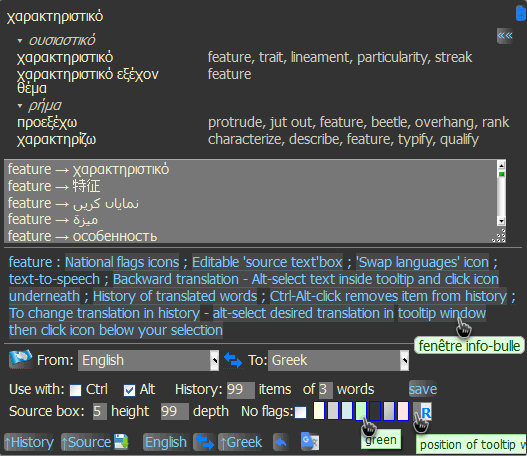 χαρακτηριστικό
««
▾ ουσιαστικό
χαρακτηριστικό feature, trait, lineament, particularity, streak
χαρακτηριστικό εξέχον feature
θέμα
▾ ρήμα
προεξέχω protrude, jut out, feature, beetle, overhang, rank
χαρακτηρίζω characterize, describe, feature, typify, qualify
feature → χαρακτηριστικό
feature → 特征
feature → نمایاں کریں
feature → ميزة
feature → особенность
feature : National flags icons ; Editable 'source text'box ; 'Swap languages' icon ;
text-to-speech ; Backward translation - Alt-select text inside tooltip and click icon
underneath ; History of translated words ; Ctrl-Alt-click removes item from history ;
To change translation in history - alt-select desired translation in tooltip window
then click icon below your selection
fenêtre info-bulle
From: English To: Greek
Use with: Ctrl Alt History: 99 items of 3 words save
Source box: 5 height 99 depth No flags: R
green
position of tooltip w
↑History ↑Source English ↑Greek